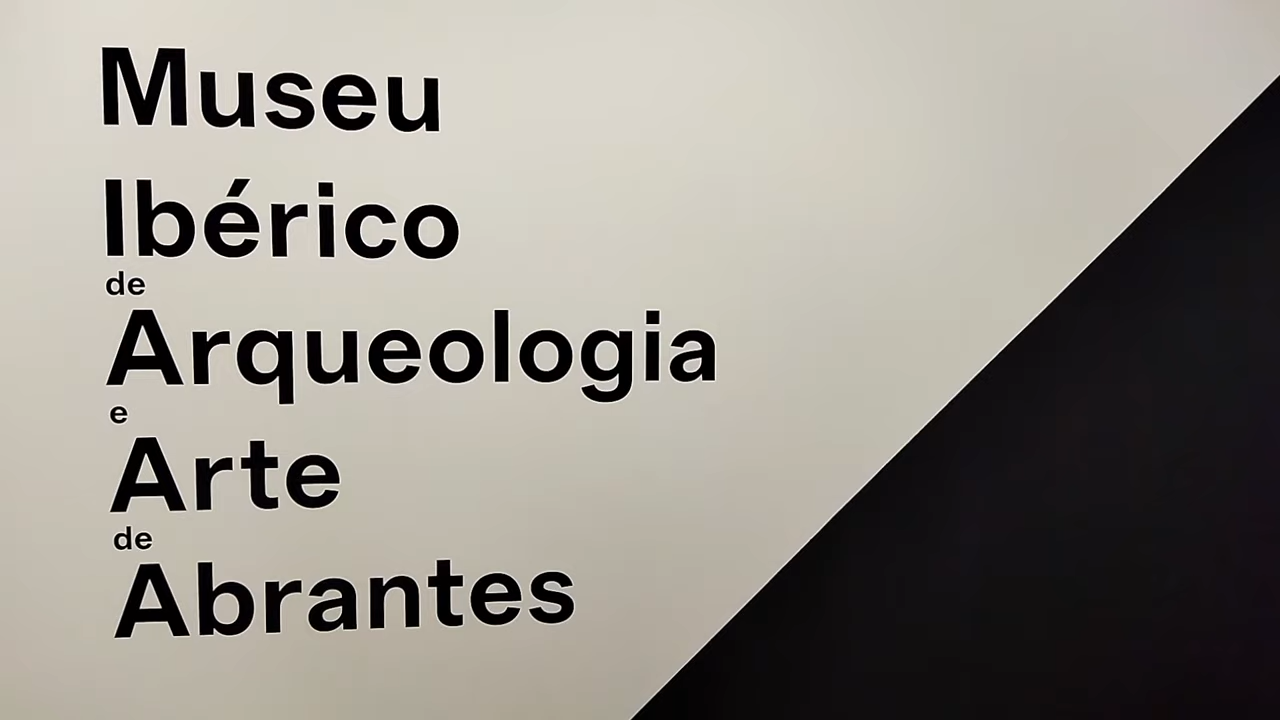 Museu
Ibérico
de
Arqueologia
e
Arte
de
Abrantes